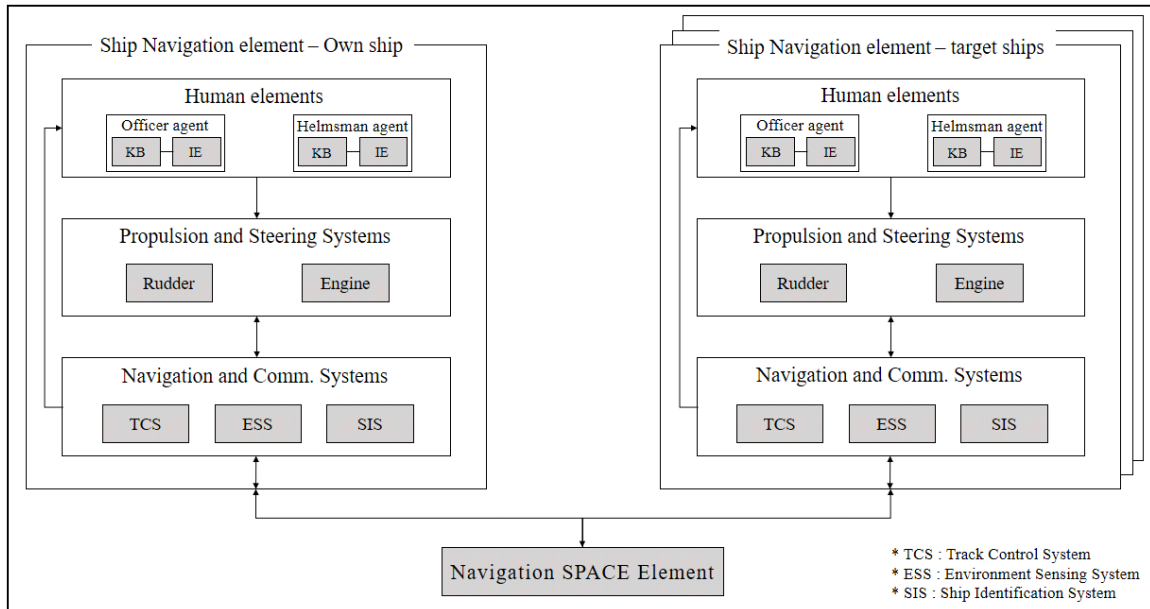 Ship Navigation element – Own ship
Human elements
Officer agent
KB
IE
Helmsman agent
KB
IE
Propulsion and Steering Systems
Rudder
Engine
Navigation and Comm. Systems
TCS
ESS
SIS
Ship Navigation element – target ships
Human elements
Officer agent
KB
IE
Helmsman agent
KB
IE
Propulsion and Steering Systems
Rudder
Engine
Navigation and Comm. Systems
TCS
ESS
SIS
Navigation SPACE Element
* TCS : Track Control System
* ESS : Environment Sensing System
* SIS : Ship Identification System